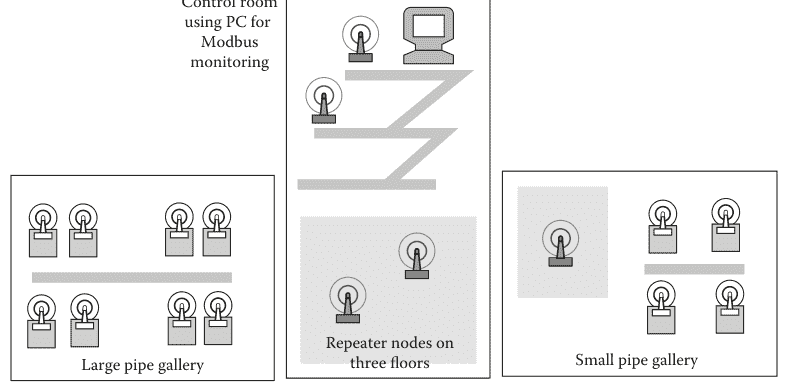 Control room
using PC for
Modbus
monitoring
Repeater nodes on
three floors
Large pipe gallery
Small pipe gallery